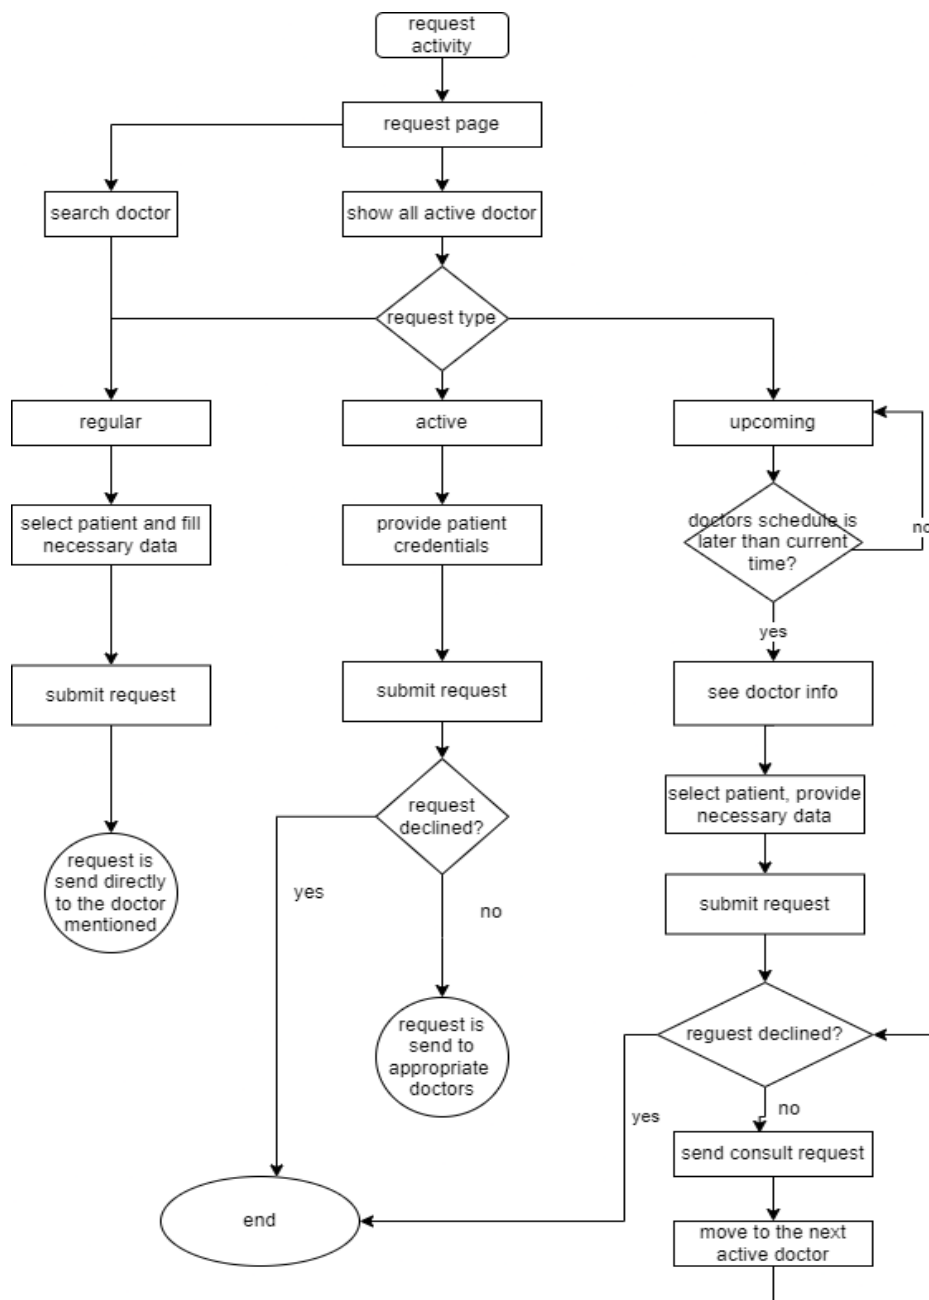 request
activity
request page
search doctor
show all active doctor
request type
regular
active
upcoming
select patient and fill
necessary data
provide patient
credentials
doctors schedule is
later than current
time?
no
yes
submit request
submit request
see doctor info
request
declined?
select patient, provide
necessary data
request is
send directly
to the doctor
mentioned
yes
no
submit request
request is
send to
appropriate
doctors
reguest declined?
yes
no
send consult request
end
move to the next
active doctor